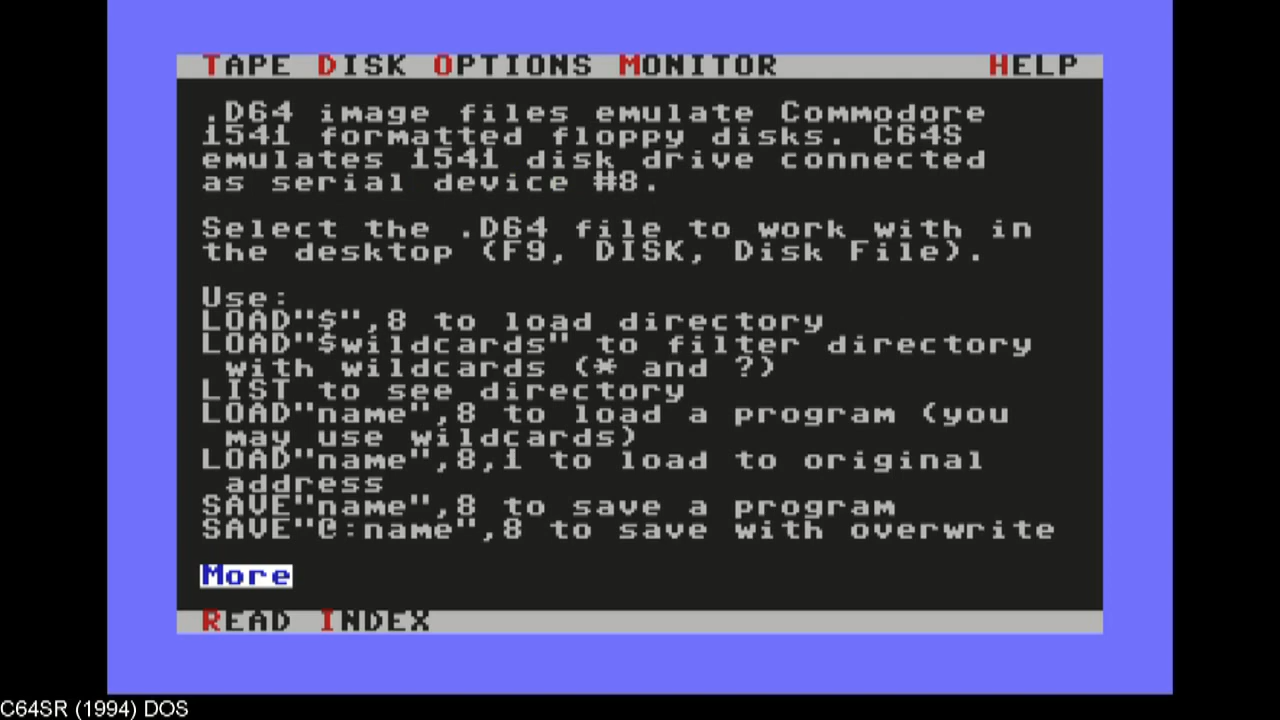 TAPE DISK OPTIONS MONITOR HELP
.D64 image files emulate Commodore
1541 formatted floppy disks. C64S
emulates 1541 disk drive connected
as serial device #8.
Select the .D64 file to work with in
the desktop (F9, DISK, Disk File).
Use:
LOAD"$",8 to load directory
LOAD"$wildcards" to filter directory
with wildcards (* and ?)
LIST to see directory
LOAD"name",8 to load a program (you
may use wildcards)
LOAD"name",8,1 to load to original
address
SAVE"name",8 to save a program
SAVE"@:name",8 to save with overwrite
More
READ INDEX
C64SR (1994) DOS